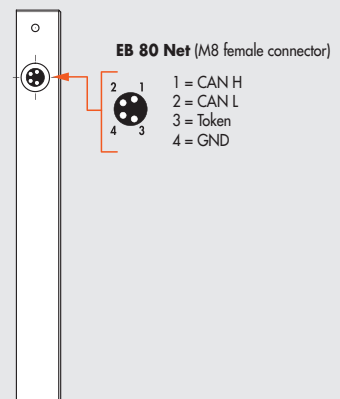 EB 80 Net (M8 female connector)
2 1
4 3
1 = CAN H
2 = CAN L
3 = Token
4 = GND